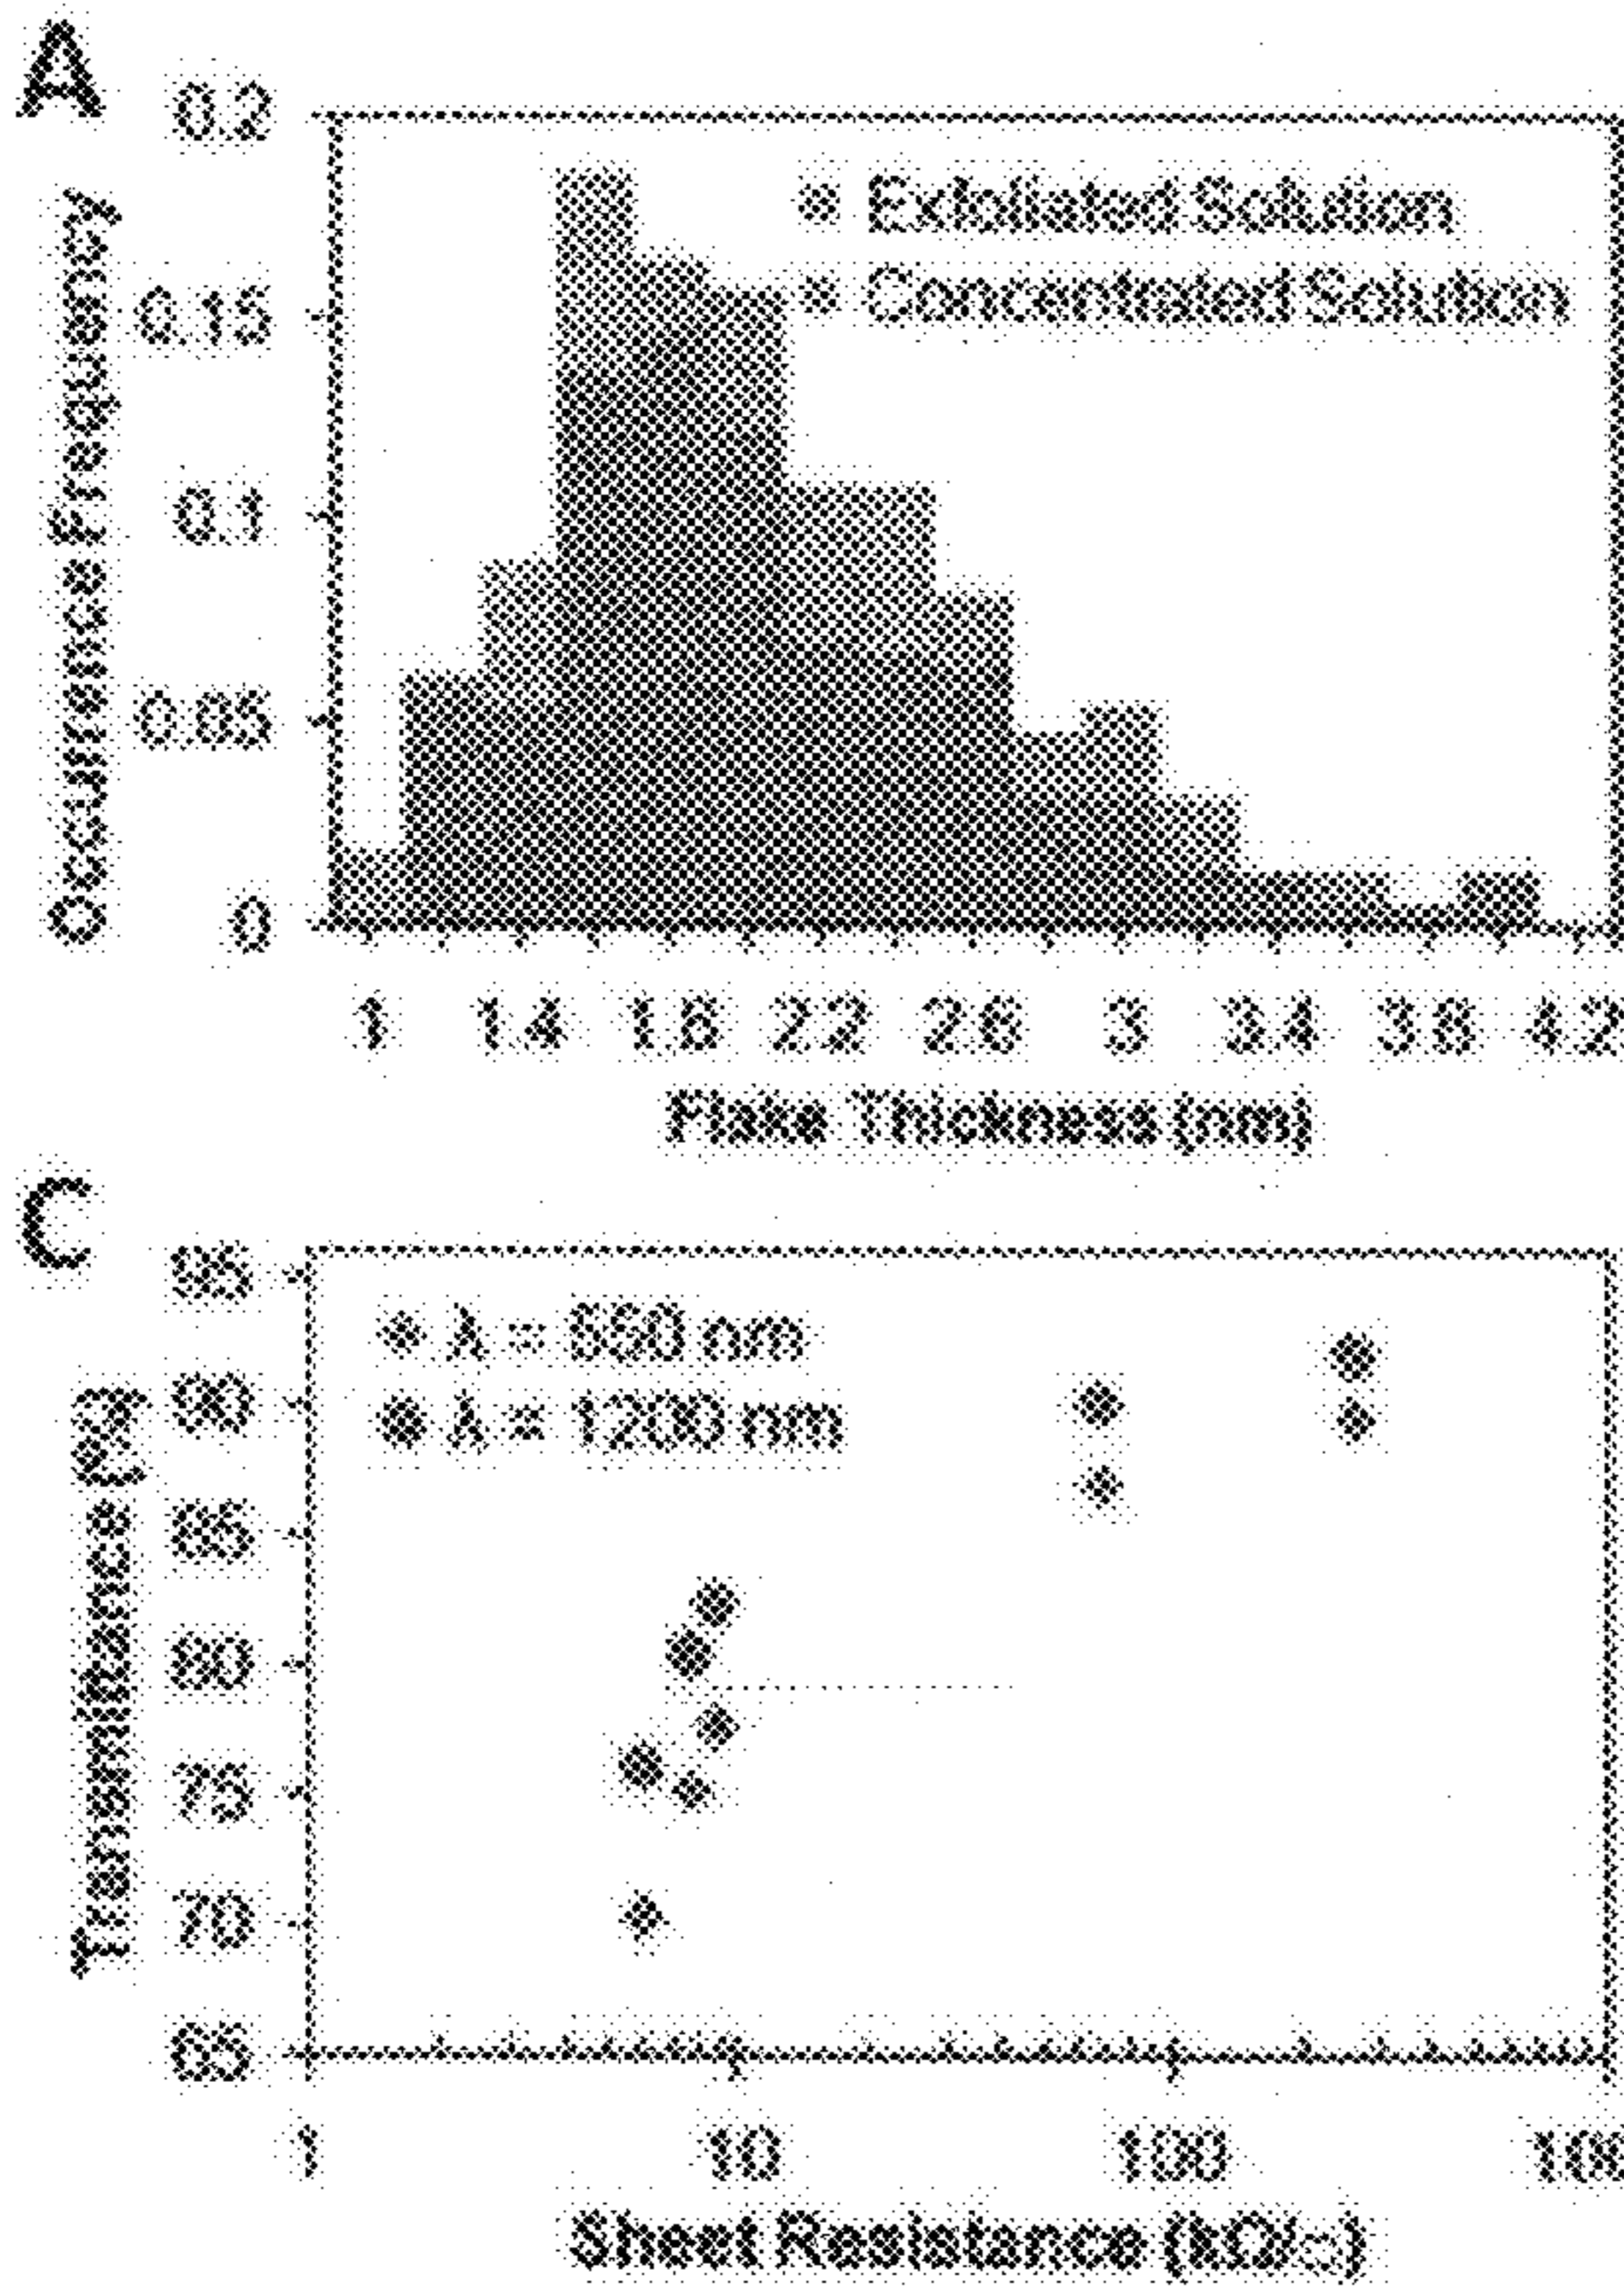 A
0.2
0.15
0.1
0.05
0
Occurrence Frequency
Exfoliated Solution
Concentrated Solution
1 1.4 1.8 2.2 2.6 3 3.4 3.8 4.2
Flake Thickness (nm)
C
95
90
85
80
75
70
65
Transmittance
λ = 550 nm
λ = 1200 nm
1 10 100
Sheet Resistance (kΩ/□)